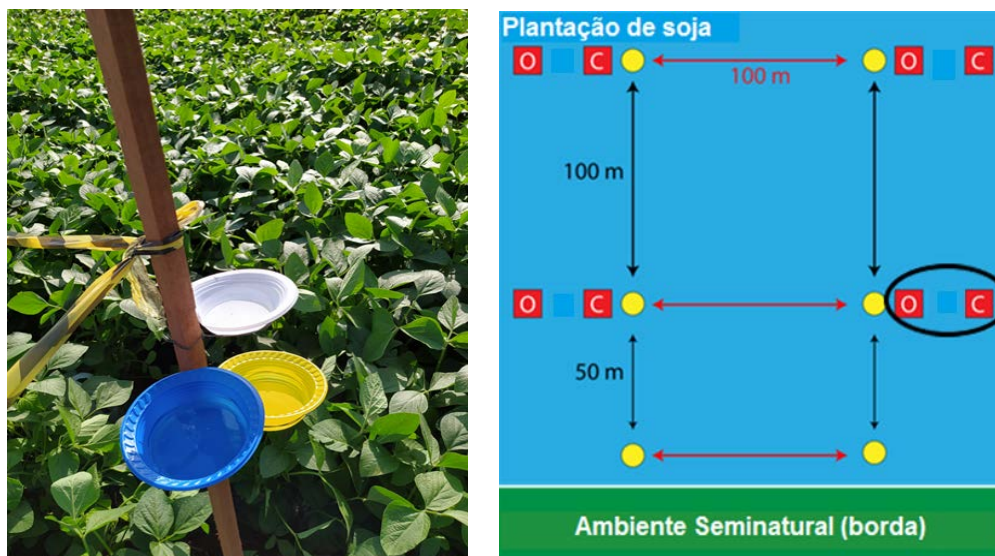 Plantação de soja
O C O C
100 m
100 m
O C O C
50 m
Ambiente Seminatural (borda)